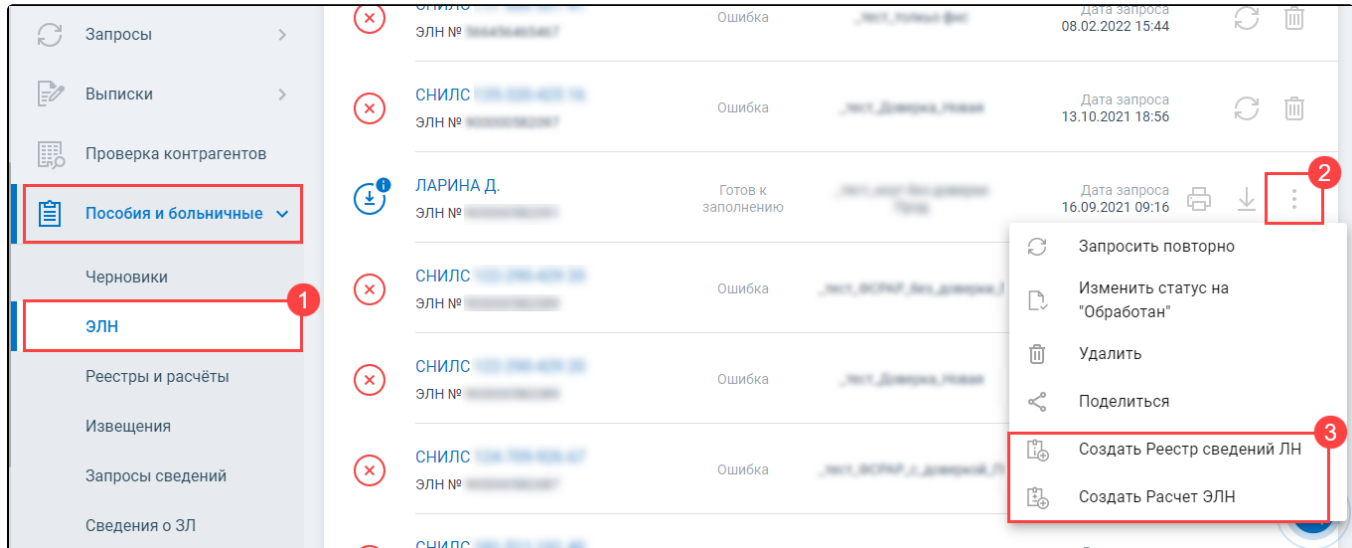 Запросы
Выписки
Проверка контрагентов
Пособия и больничные
Черновики
1
ЭЛН
Реестры и расчёты
Извещения
Запросы сведений
Сведения о ЗЛ
СНИЛС
ЭЛН №
Ошибка
Дата запроса
08.02.2022 15:44
СНИЛС
ЭЛН №
Ошибка
Дата запроса
13.10.2021 18:56
ЛАРИНА Д.
ЭЛН №
Готов к
заполнению
Дата запроса
16.09.2021 09:16
2
СНИЛС
ЭЛН №
Ошибка
СНИЛС
ЭЛН №
Ошибка
СНИЛС
ЭЛН №
Ошибка
СНИЛС
Запросить повторно
Изменить статус на
"Обработан"
Удалить
Поделиться
3
Создать Реестр сведений ЛН
Создать Расчет ЭЛН